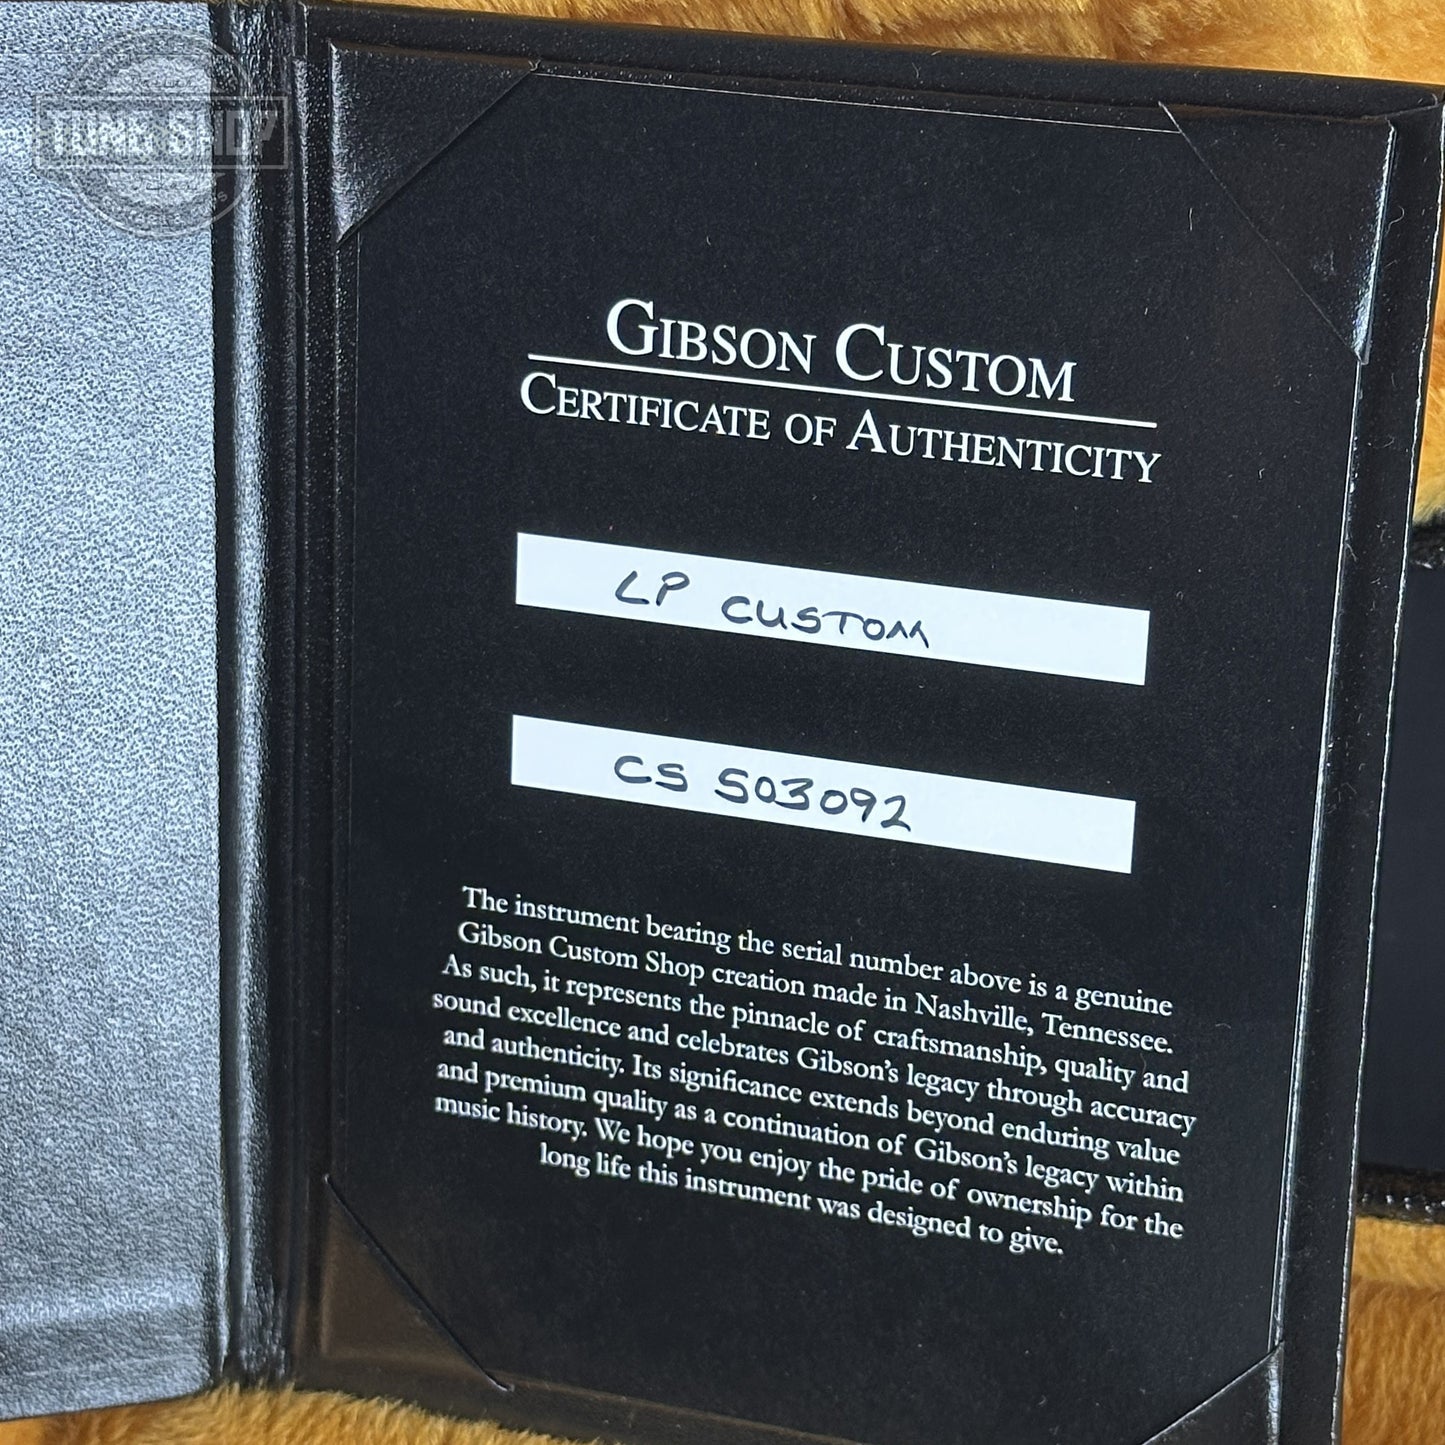 TUNE SHOP
GIBSON CUSTOM
CERTIFICATE OF AUTHENTICITY
LP CUSTOM
CS 503092
The instrument bearing the serial number above is a genuine
Gibson Custom Shop creation made in Nashville, Tennessee.
As such, it represents the pinnacle of craftsmanship, quality and
sound excellence and celebrates Gibson's legacy through accuracy
and authenticity. Its significance extends beyond enduring value
and premium quality as a continuation of Gibson's legacy within
music history. We hope you enjoy the pride of ownership for the
long life this instrument was designed to give.